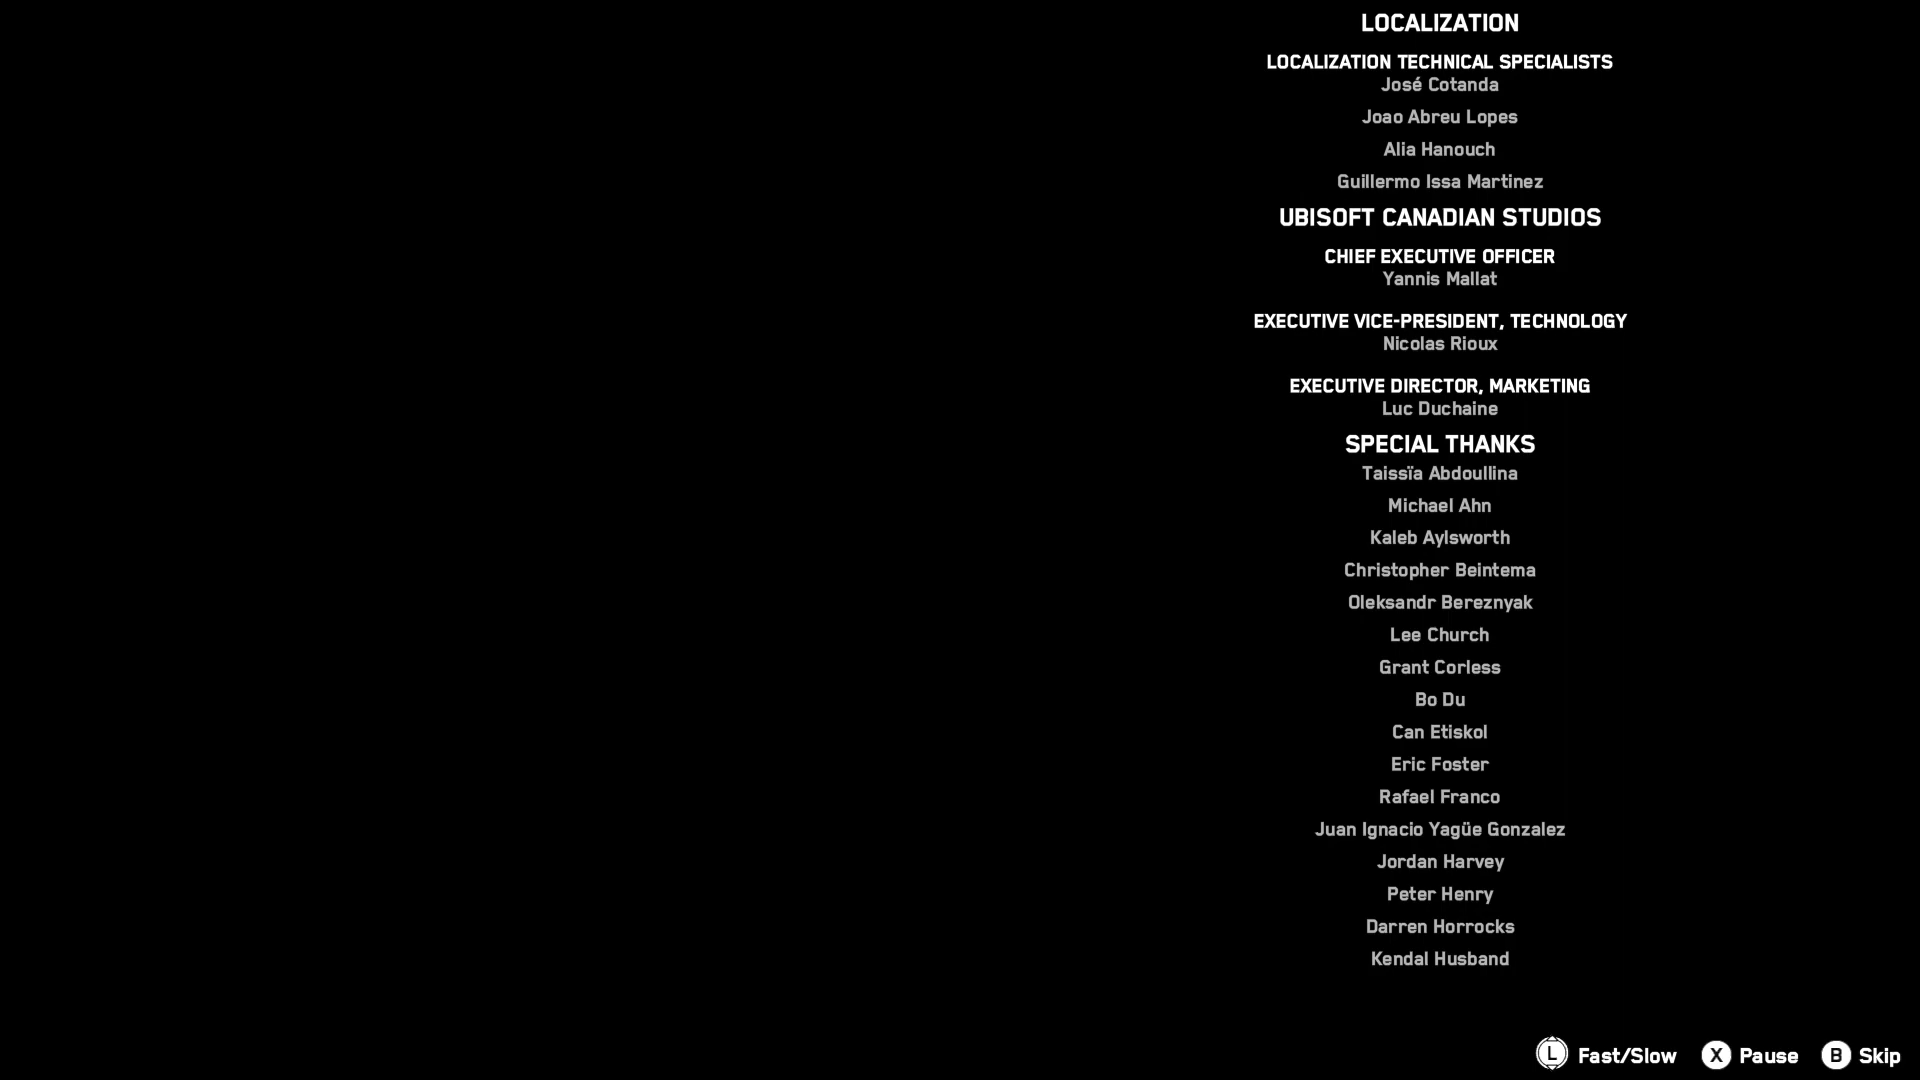 LOCALIZATION
LOCALIZATION TECHNICAL SPECIALISTS
José Cotanda
Joao Abreu Lopes
Alia Hanouch
Guillermo Issa Martinez
UBISOFT CANADIAN STUDIOS
CHIEF EXECUTIVE OFFICER
Yannis Mallat
EXECUTIVE VICE-PRESIDENT, TECHNOLOGY
Nicolas Rioux
EXECUTIVE DIRECTOR, MARKETING
Luc Duchaine
SPECIAL THANKS
Taissïa Abdoullina
Michael Ahn
Kaleb Aylsworth
Christopher Beintema
Oleksandr Bereznyak
Lee Church
Grant Corless
Bo Du
Can Etiskol
Eric Foster
Rafael Franco
Juan Ignacio Yagüe Gonzalez
Jordan Harvey
Peter Henry
Darren Horrocks
Kendal Husband
L Fast/Slow X Pause B Skip